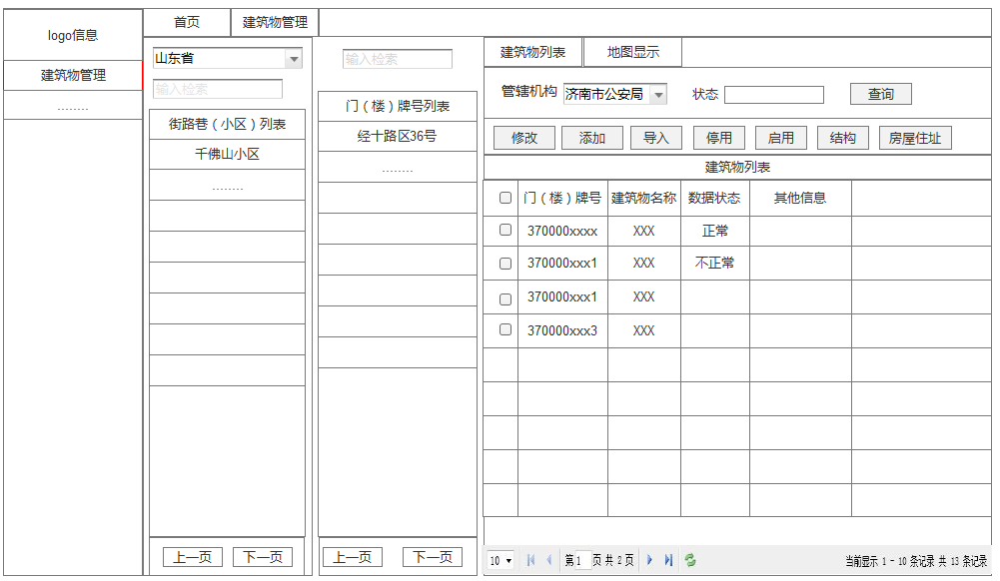 logo信息
首页
建筑物管理
建筑物管理
........
山东省
输入检索
街路巷（小区）列表
千佛山小区
........
上一页 下一页
输入检索
门（楼）牌号列表
经十路区36号
........
上一页 下一页
建筑物列表 地图显示
管辖机构 济南市公安局 状态 查询
修改 添加 导入 停用 启用 结构 房屋住址
建筑物列表
门（楼）牌号 建筑物名称 数据状态 其他信息
370000xxxx XXX 正常
370000xxx1 XXX 不正常
370000xxx1 XXX
370000xxx3 XXX
10 第 1 页 共 2 页 当前显示 1 - 10 条记录 共 13 条记录